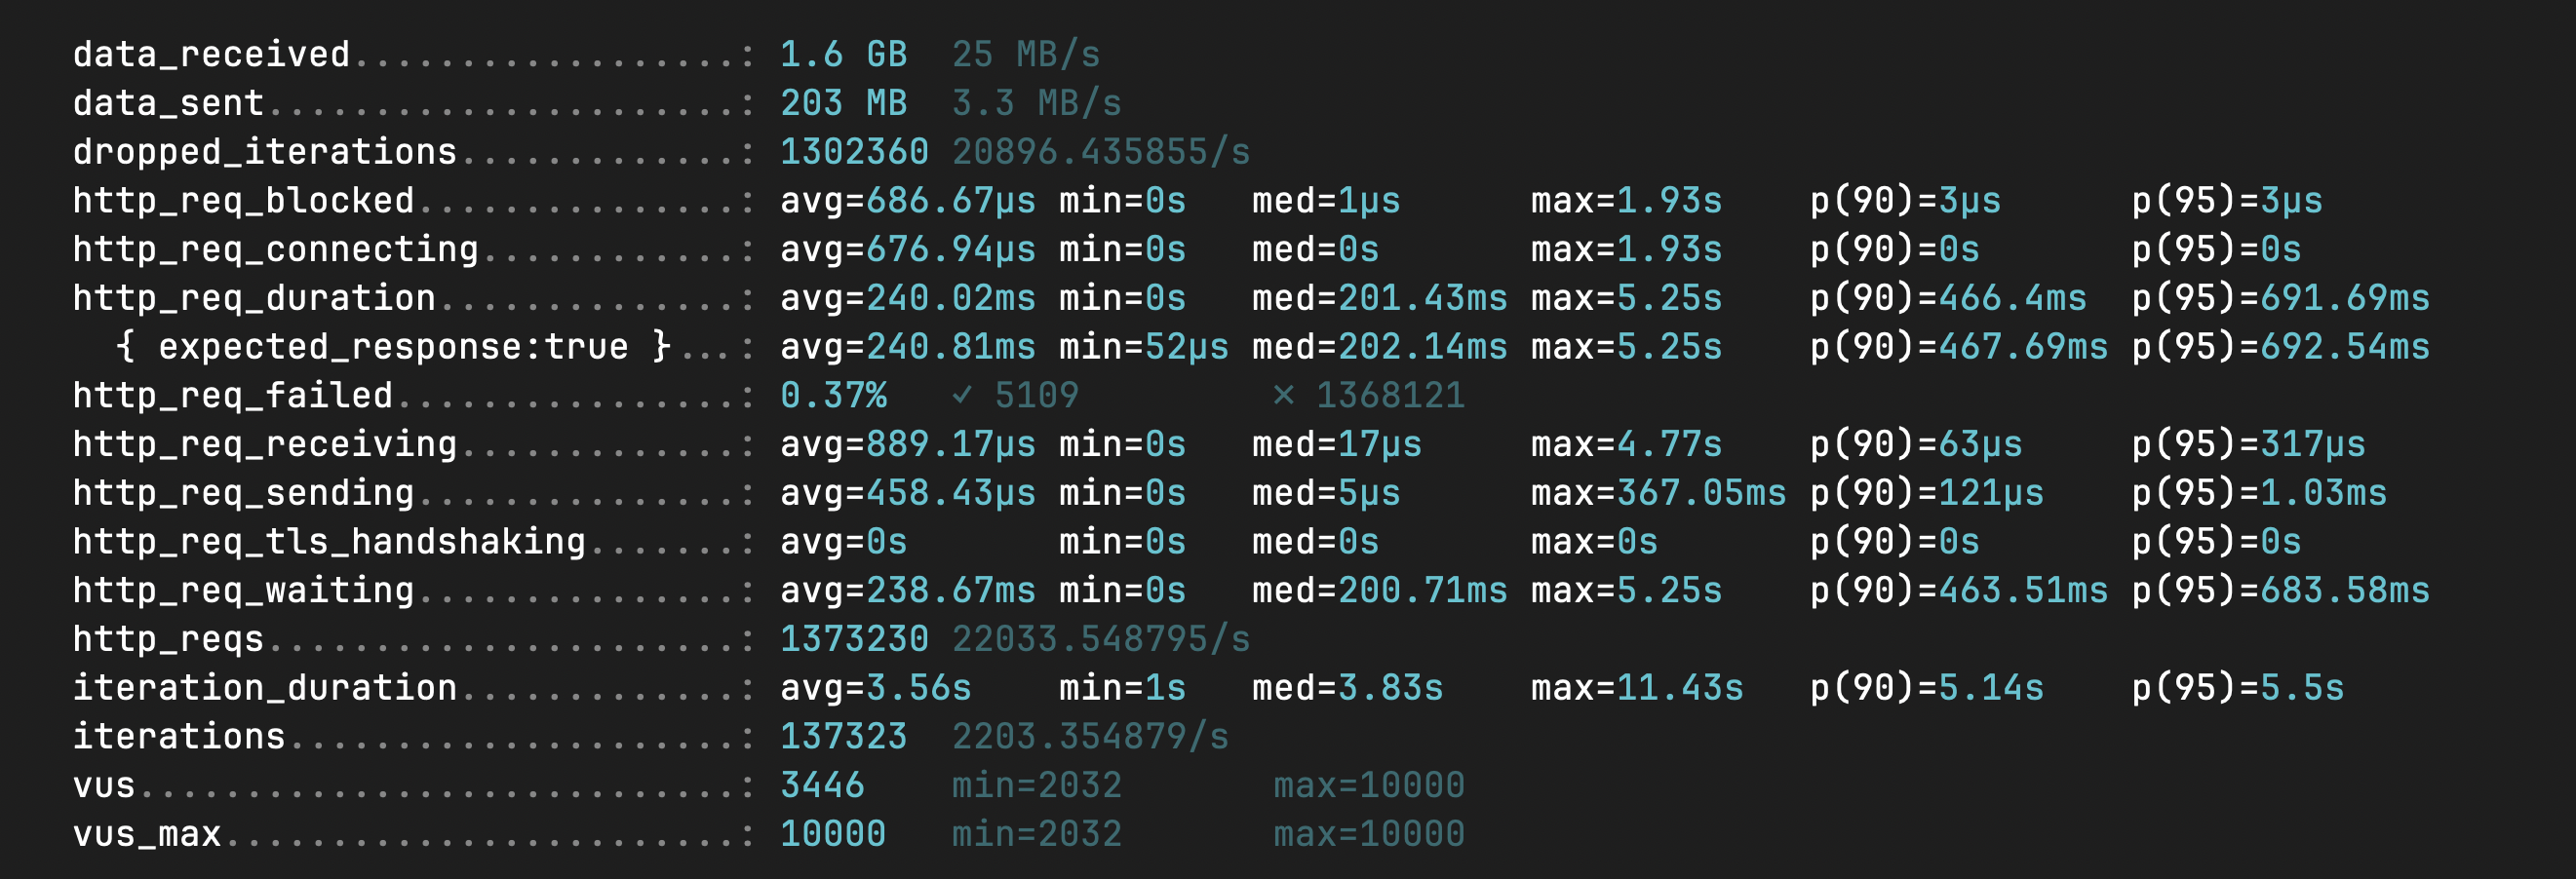 data_received..................: 1.6 GB 25 MB/s
data_sent......................: 203 MB 3.3 MB/s
dropped_iterations.............: 1302360 20896.435855/s
http_req_blocked...............: avg=686.67µs min=0s med=1µs max=1.93s p(90)=3µs p(95)=3µs
http_req_connecting............: avg=676.94µs min=0s med=0s max=1.93s p(90)=0s p(95)=0s
http_req_duration..............: avg=240.02ms min=0s med=201.43ms max=5.25s p(90)=466.4ms p(95)=691.69ms
{ expected_response:true }...: avg=240.81ms min=52µs med=202.14ms max=5.25s p(90)=467.69ms p(95)=692.54ms
http_req_failed................: 0.37% ✓ 5109 ✗ 1368121
http_req_receiving.............: avg=889.17µs min=0s med=17µs max=4.77s p(90)=63µs p(95)=317µs
http_req_sending...............: avg=458.43µs min=0s med=5µs max=367.05ms p(90)=121µs p(95)=1.03ms
http_req_tls_handshaking.......: avg=0s min=0s med=0s max=0s p(90)=0s p(95)=0s
http_req_waiting...............: avg=238.67ms min=0s med=200.71ms max=5.25s p(90)=463.51ms p(95)=683.58ms
http_reqs......................: 1373230 22033.548795/s
iteration_duration.............: avg=3.56s min=1s med=3.83s max=11.43s p(90)=5.14s p(95)=5.5s
iterations.....................: 137323 2203.354879/s
vus............................: 3446 min=2032 max=10000
vus_max........................: 10000 min=2032 max=10000